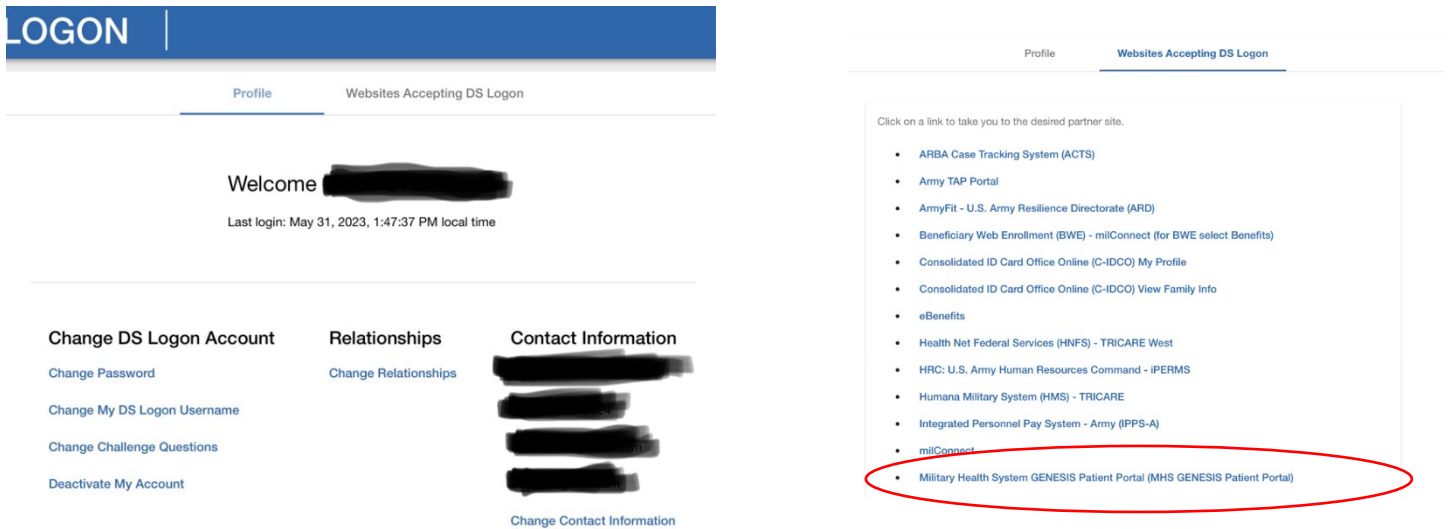 LOGON
Profile Websites Accepting DS Logon
Welcome
Last login: May 31, 2023, 1:47:37 PM local time
Change DS Logon Account
Change Password
Change My DS Logon Username
Change Challenge Questions
Deactivate My Account
Relationships
Change Relationships
Contact Information
Change Contact Information
Profile Websites Accepting DS Logon
Click on a link to take you to the desired partner site.
• ARBA Case Tracking System (ACTS)
• Army TAP Portal
• ArmyFit - U.S. Army Resilience Directorate (ARD)
• Beneficiary Web Enrollment (BWE) - milConnect (for BWE select Benefits)
• Consolidated ID Card Office Online (C-IDCO) My Profile
• Consolidated ID Card Office Online (C-IDCO) View Family Info
• eBenefits
• Health Net Federal Services (HNFS) - TRICARE West
• HRC: U.S. Army Human Resources Command - iPERMS
• Humana Military System (HMS) - TRICARE
• Integrated Personnel Pay System - Army (IPPS-A)
• milConnect
• Military Health System GENESIS Patient Portal (MHS GENESIS Patient Portal)